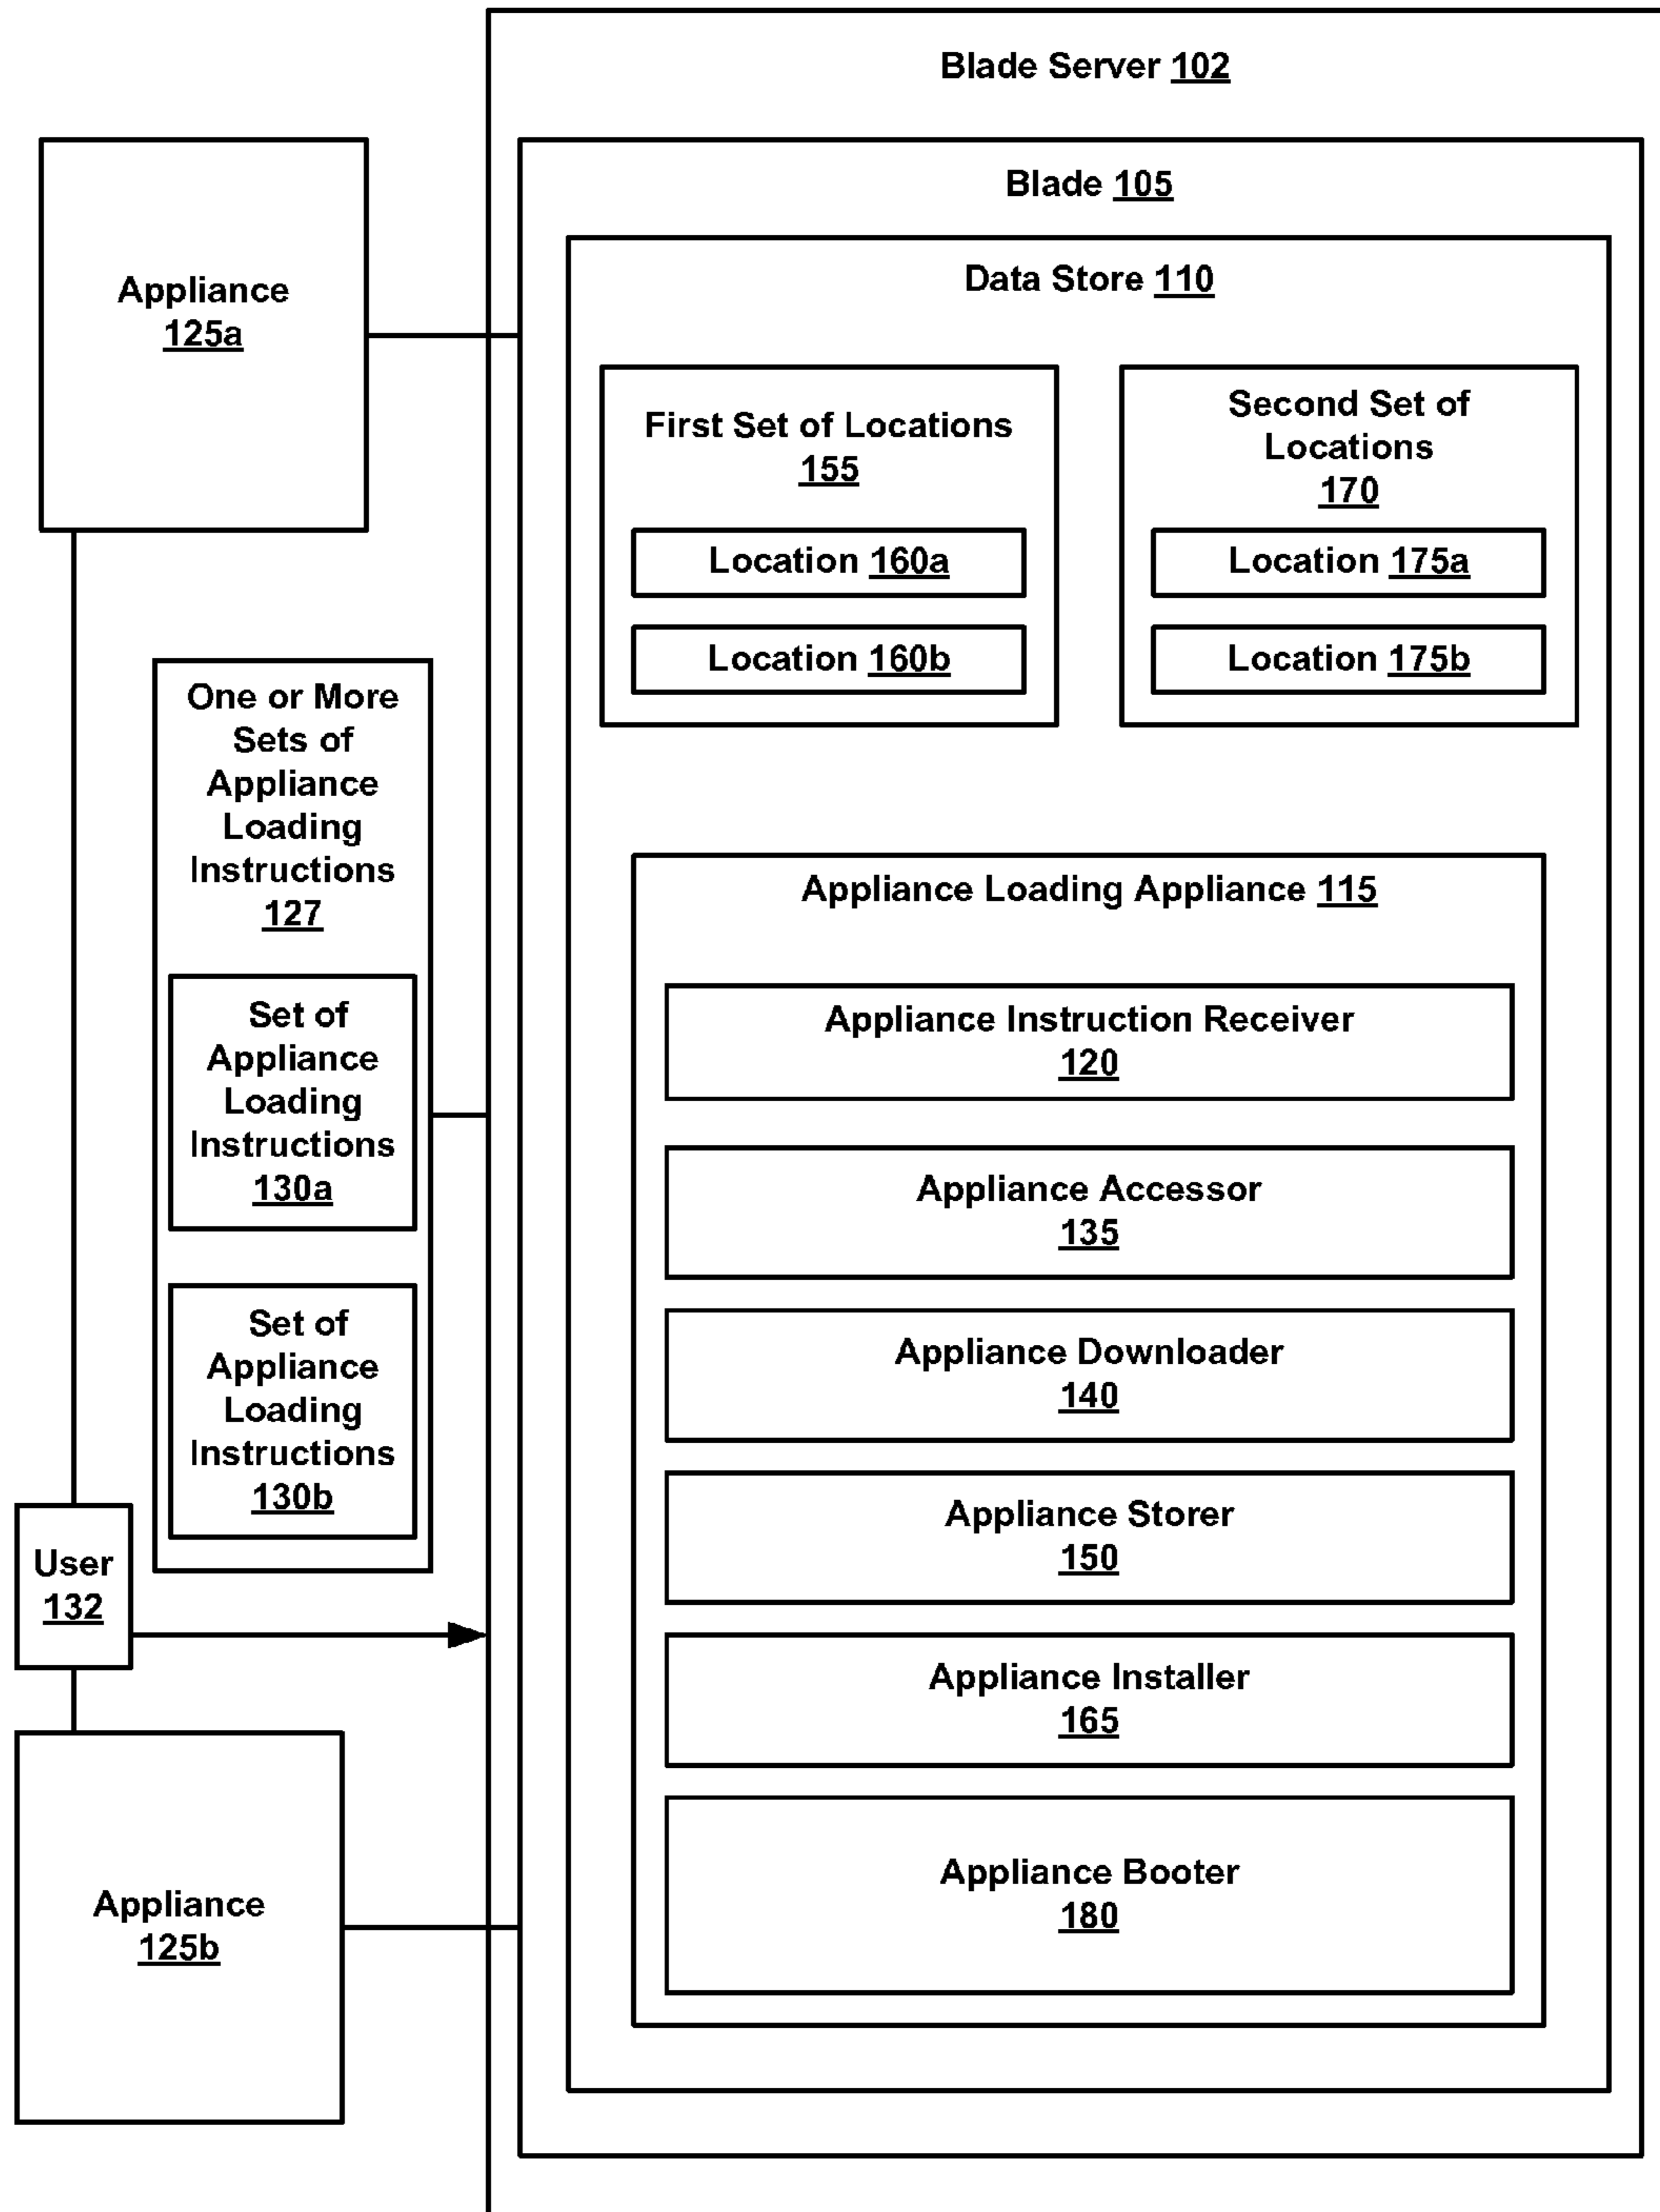 Blade Server 102
Blade 105
Data Store 110
Appliance
125a
First Set of Locations
155
Location 160a
Location 160b
Second Set of
Locations
170
Location 175a
Location 175b
One or More
Sets of
Appliance
Loading
Instructions
127
Set of
Appliance
Loading
Instructions
130a
Set of
Appliance
Loading
Instructions
130b
User
132
Appliance
125b
Appliance Loading Appliance 115
Appliance Instruction Receiver
120
Appliance Accessor
135
Appliance Downloader
140
Appliance Storer
150
Appliance Installer
165
Appliance Booter
180